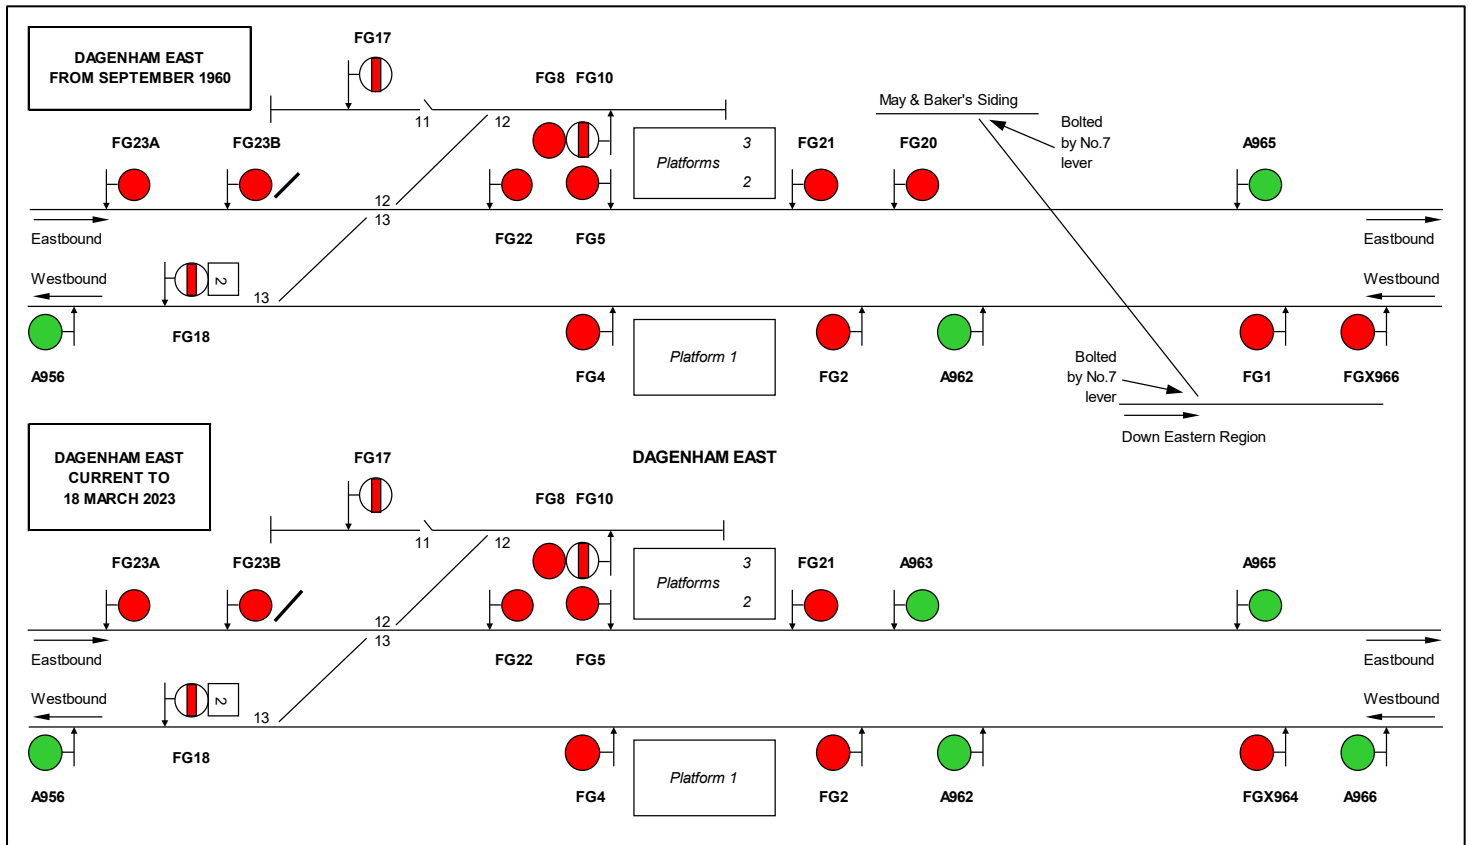 DAGENHAM EAST
FROM SEPTEMBER 1960
FG17
FG8 FG10
May & Baker's Siding
Bolted
by No.7
lever
11
12
FG23A
FG23B
Platforms
3
2
FG21
FG20
A965
12
13
Eastbound
FG22
FG5
Eastbound
Westbound
2
13
Westbound
FG18
A956
FG4
Platform 1
FG2
A962
Bolted
by No.7
lever
FG1
FGX966
Down Eastern Region
DAGENHAM EAST
CURRENT TO
18 MARCH 2023
FG17
DAGENHAM EAST
FG8 FG10
11
12
FG23A
FG23B
Platforms
3
2
FG21
A963
A965
12
13
Eastbound
FG22
FG5
Eastbound
Westbound
2
13
Westbound
FG18
A956
FG4
Platform 1
FG2
A962
FGX964
A966